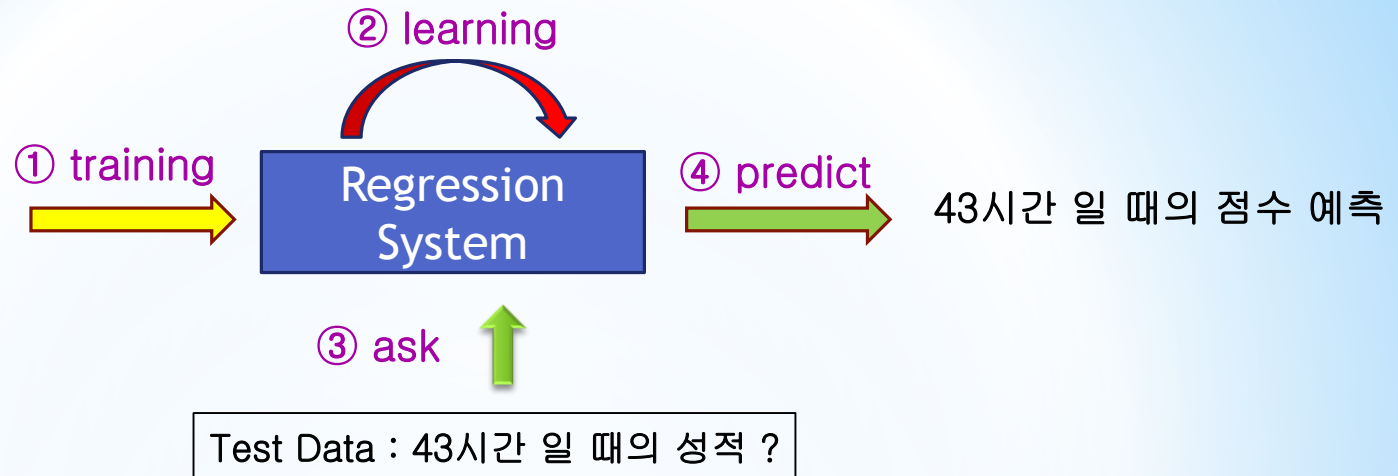 ② learning
① training
Regression
System
④ predict
43시간 일 때의 점수 예측
③ ask
Test Data : 43시간 일 때의 성적 ?